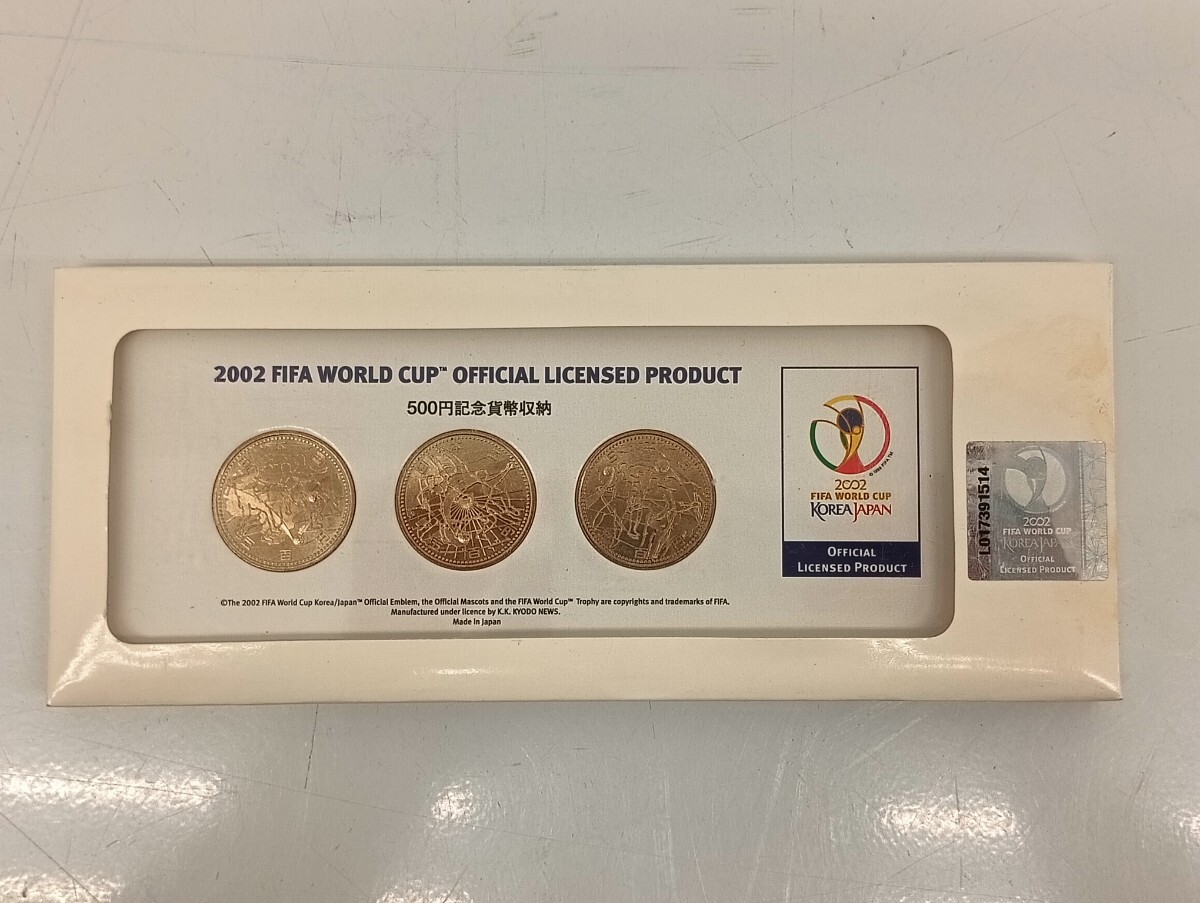 2002 FIFA WORLD CUP™ OFFICIAL LICENSED PRODUCT
500円記念貨幣収納
©The 2002 FIFA World Cup Korea/Japan™ Official Emblem, the Official Mascots and the FIFA World Cup™ Trophy are copyrights and trademarks of FIFA.
Manufactured under licence by K.K. KYODO NEWS.
Made in Japan
© 1998 FIFA TM
2002
FIFA WORLD CUP
KOREA JAPAN
OFFICIAL
LICENSED PRODUCT
L017391514
2002
FIFA WORLD CUP
KOREA JAPAN
OFFICIAL
LICENSED PRODUCT